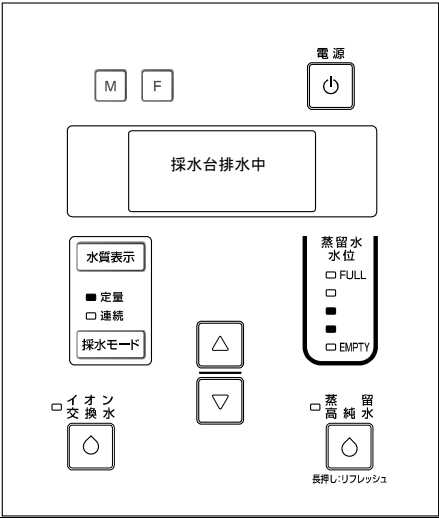 電源
M F
採水台排水中
水質表示
定量
連続
採水モード
蒸留水
水位
FULL
EMPTY
イオン
交換水
蒸留
高純水
長押し:リフレッシュ